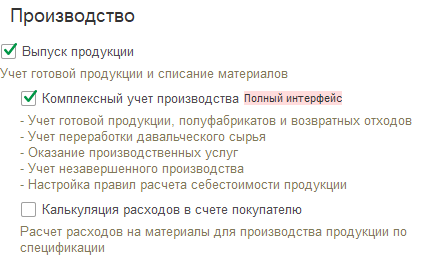 Производство
Выпуск продукции
Учет готовой продукции и списание материалов
Комплексный учет производства Полный интерфейс
- Учет готовой продукции, полуфабрикатов и возвратных отходов
- Учет переработки давальческого сырья
- Оказание производственных услуг
- Учет незавершенного производства
- Настройка правил расчета себестоимости продукции
Калькуляция расходов в счете покупателю
Расчет расходов на материалы для производства продукции по
спецификации